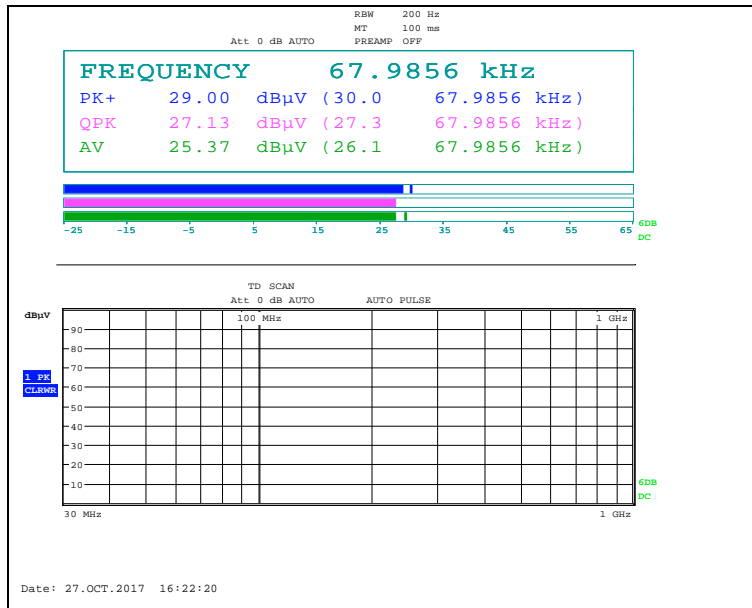 RBW 200 Hz
MT 100 ms
Att 0 dB AUTO PREAMP OFF
FREQUENCY 67.9856 kHz
PK+ 29.00 dBµV (30.0 67.9856 kHz)
QPK 27.13 dBµV (27.3 67.9856 kHz)
AV 25.37 dBµV (26.1 67.9856 kHz)
-25 -15 -5 5 15 25 35 45 55 65
6DB
DC
TD SCAN
Att 0 dB AUTO AUTO PULSE
dBµV
100 MHz 1 GHz
90
80
70
1 PK
60
CLRWR
50
40
30
20
10
6DB
DC
30 MHz 1 GHz
Date: 27.OCT.2017 16:22:20